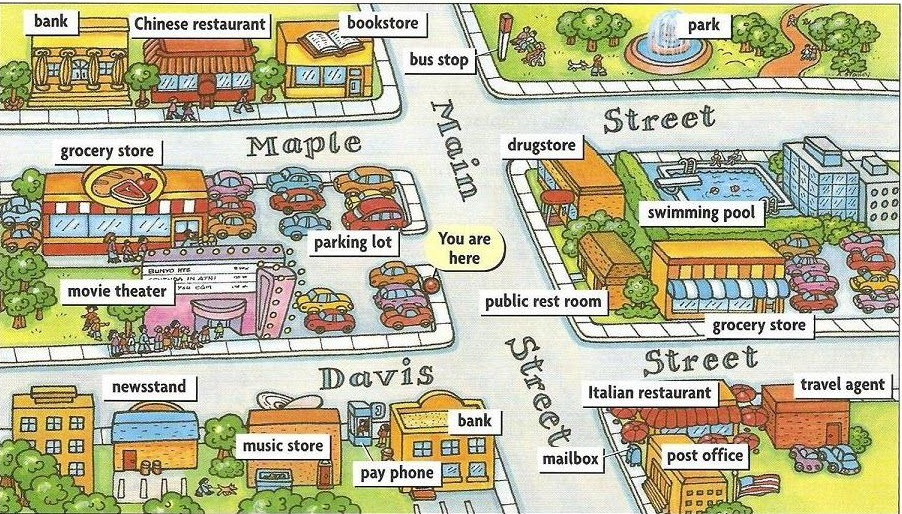 bank
Chinese restaurant
bookstore
park
bus stop
Maple
Main
Street
grocery store
drugstore
swimming pool
parking lot
You are
here
movie theater
public rest room
grocery store
Davis
Street
Street
newsstand
Italian restaurant
travel agent
music store
bank
mailbox
post office
pay phone